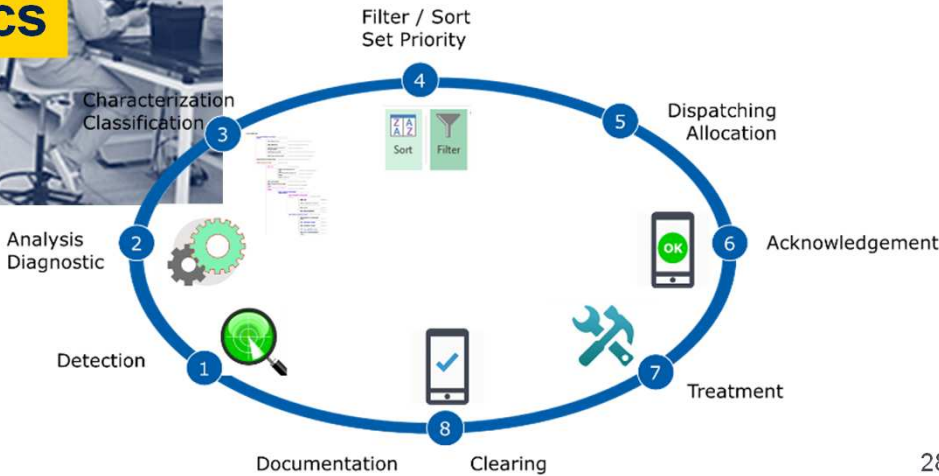 cs
Filter / Sort
Set Priority
4
Characterization
Classification
3
Dispatching
Allocation
5
Z A
A Z
Sort
Filter
Analysis
Diagnostic
2
OK
6
Acknowledgement
Detection
1
7
Treatment
8
Documentation
Clearing
28